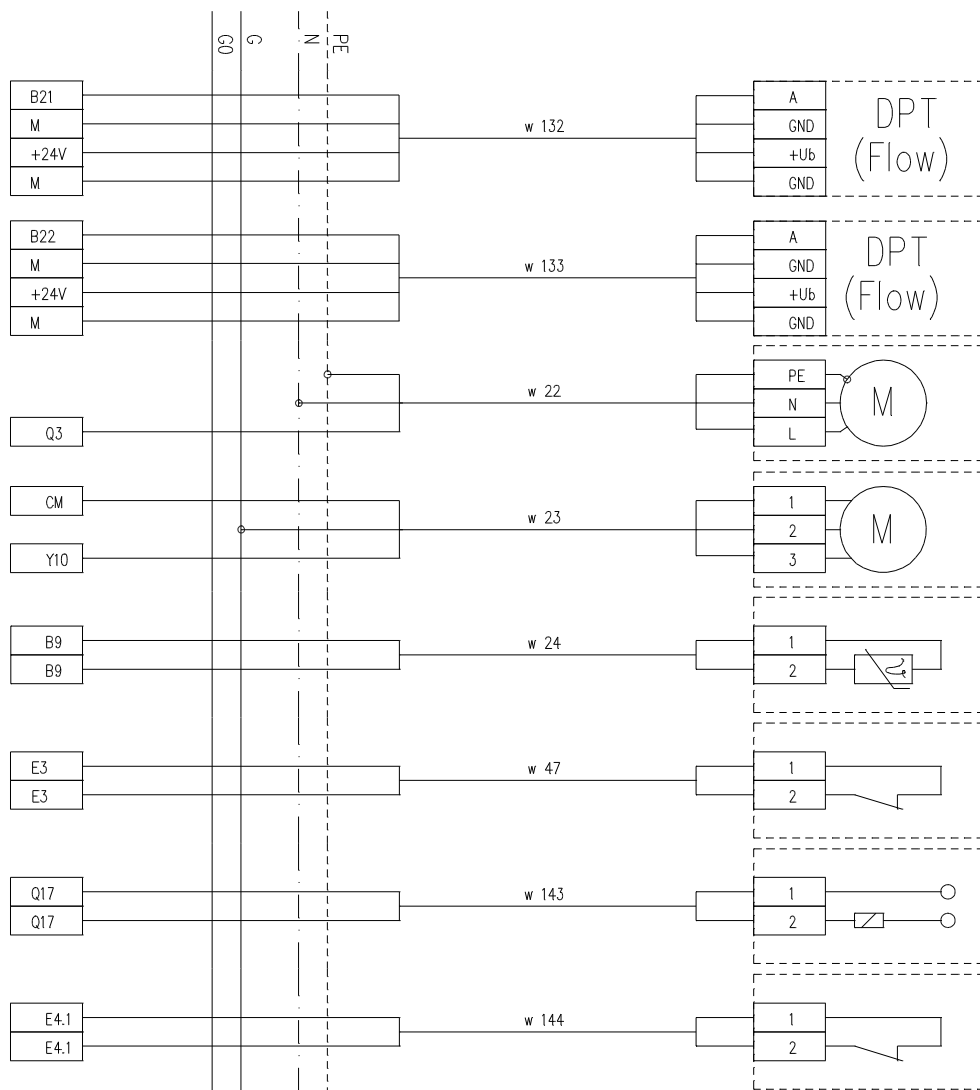 G0 G N PE
B21
M
+24V
M
w 132
A
GND
+Ub
GND
DPT
(Flow)
B22
M
+24V
M
w 133
A
GND
+Ub
GND
DPT
(Flow)
Q3
w 22
PE
N
L
M
CM
Y10
w 23
1
2
3
M
B9
B9
w 24
1
2
E3
E3
w 47
1
2
Q17
Q17
w 143
1
2
E4.1
E4.1
w 144
1
2